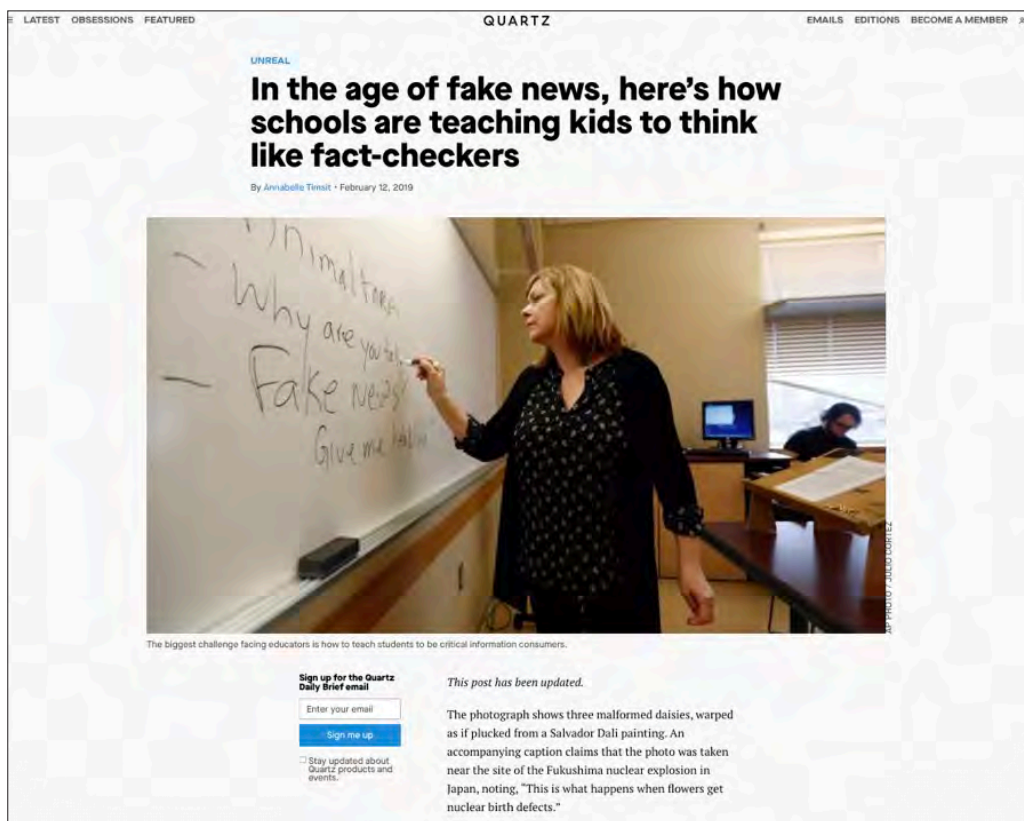 LATEST OBSESSIONS FEATURED QUARTZ EMAILS EDITIONS BECOME A MEMBER
UNREAL
In the age of fake news, here's how
schools are teaching kids to think
like fact-checkers
By Annabelle Timsit • February 12, 2019
Why are you
Fake news?
Give me
AP PHOTO / JULIO CORTEZ
The biggest challenge facing educators is how to teach students to be critical information consumers.
Sign up for the Quartz
Daily Brief email
Enter your email
Sign me up
Stay updated about
Quartz products and
events.
This post has been updated.
The photograph shows three malformed daisies, warped
as if plucked from a Salvador Dali painting. An
accompanying caption claims that the photo was taken
near the site of the Fukushima nuclear explosion in
Japan, noting, “This is what happens when flowers get
nuclear birth defects.”